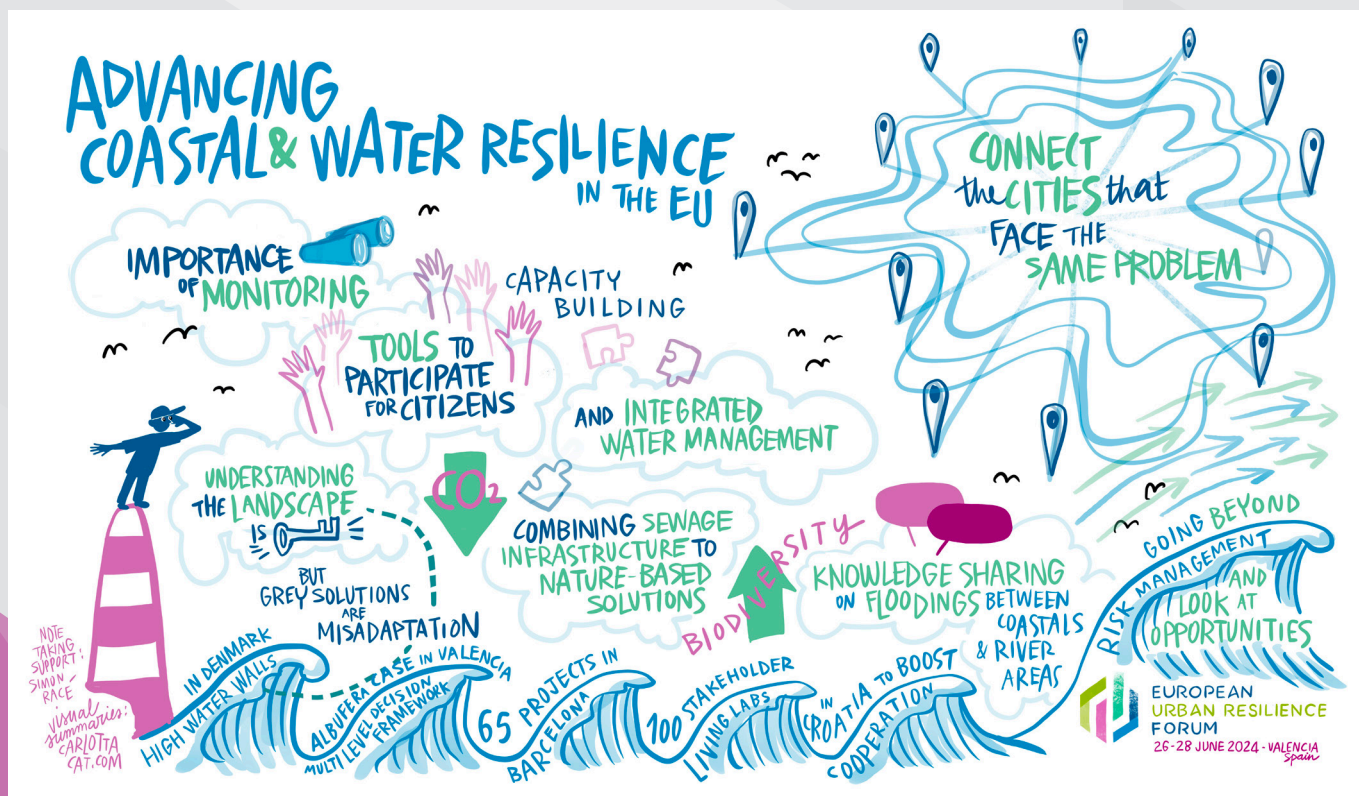 ADVANCING
COASTAL & WATER RESILIENCE
IN THE EU
CONNECT
the CITIES that
FACE THE
SAME PROBLEM
IMPORTANCE
OF MONITORING
CAPACITY
BUILDING
TOOLS TO
PARTICIPATE
FOR CITIZENS
AND INTEGRATED
WATER MANAGEMENT
UNDERSTANDING
THE LANDSCAPE
IS
CO₂
COMBINING SEWAGE
INFRASTRUCTURE TO
NATURE-BASED
SOLUTIONS
BIODIVERSITY
KNOWLEDGE SHARING
ON FLOODINGS BETWEEN
COASTALS
& RIVER
AREAS
GOING BEYOND
RISK MANAGEMENT
AND
LOOK AT
OPPORTUNITIES
BUT
GREY SOLUTIONS
ARE
MISADAPTATION
IN DENMARK
HIGH WATER WALLS
ALBUFERA CASE IN VALENCIA
MULTI LEVEL DECISION
FRAMEWORK
65 PROJECTS IN
BARCELONA
100 STAKEHOLDER
LIVING LABS
IN
CROATIA TO BOOST
COOPERATION
NOTE
TAKING
SUPPORT:
SIMON
RACÉ
visual
summaries:
CARLOTTA
CAT.COM
EUROPEAN
URBAN RESILIENCE
FORUM
26-28 JUNE 2024 - VALENCIA
Spain